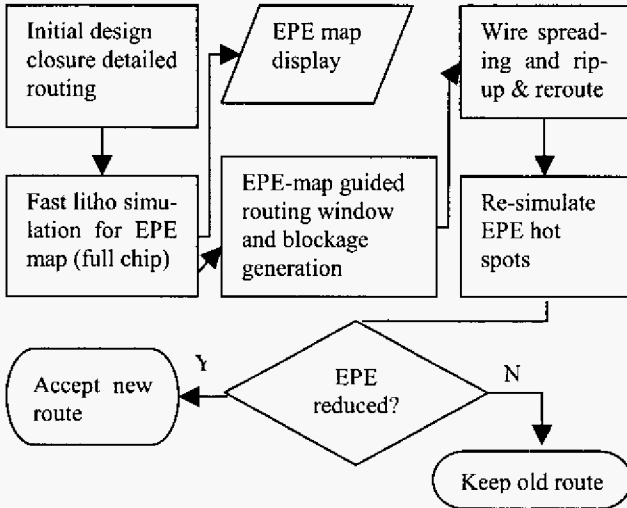 Initial design
closure detailed
routing
EPE map
display
Wire spread-
ing and rip-
up & reroute
Fast litho simu-
lation for EPE
map (full chip)
EPE-map guided
routing window
and blockage
generation
Re-simulate
EPE hot
spots
Accept new
route
Y
EPE
reduced?
N
Keep old route